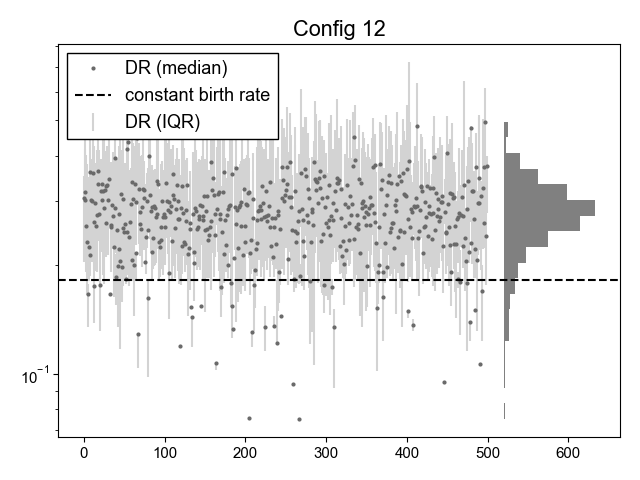 Config 12
DR (median)
constant birth rate
DR (IQR)
10⁻¹
0 100 200 300 400 500 600